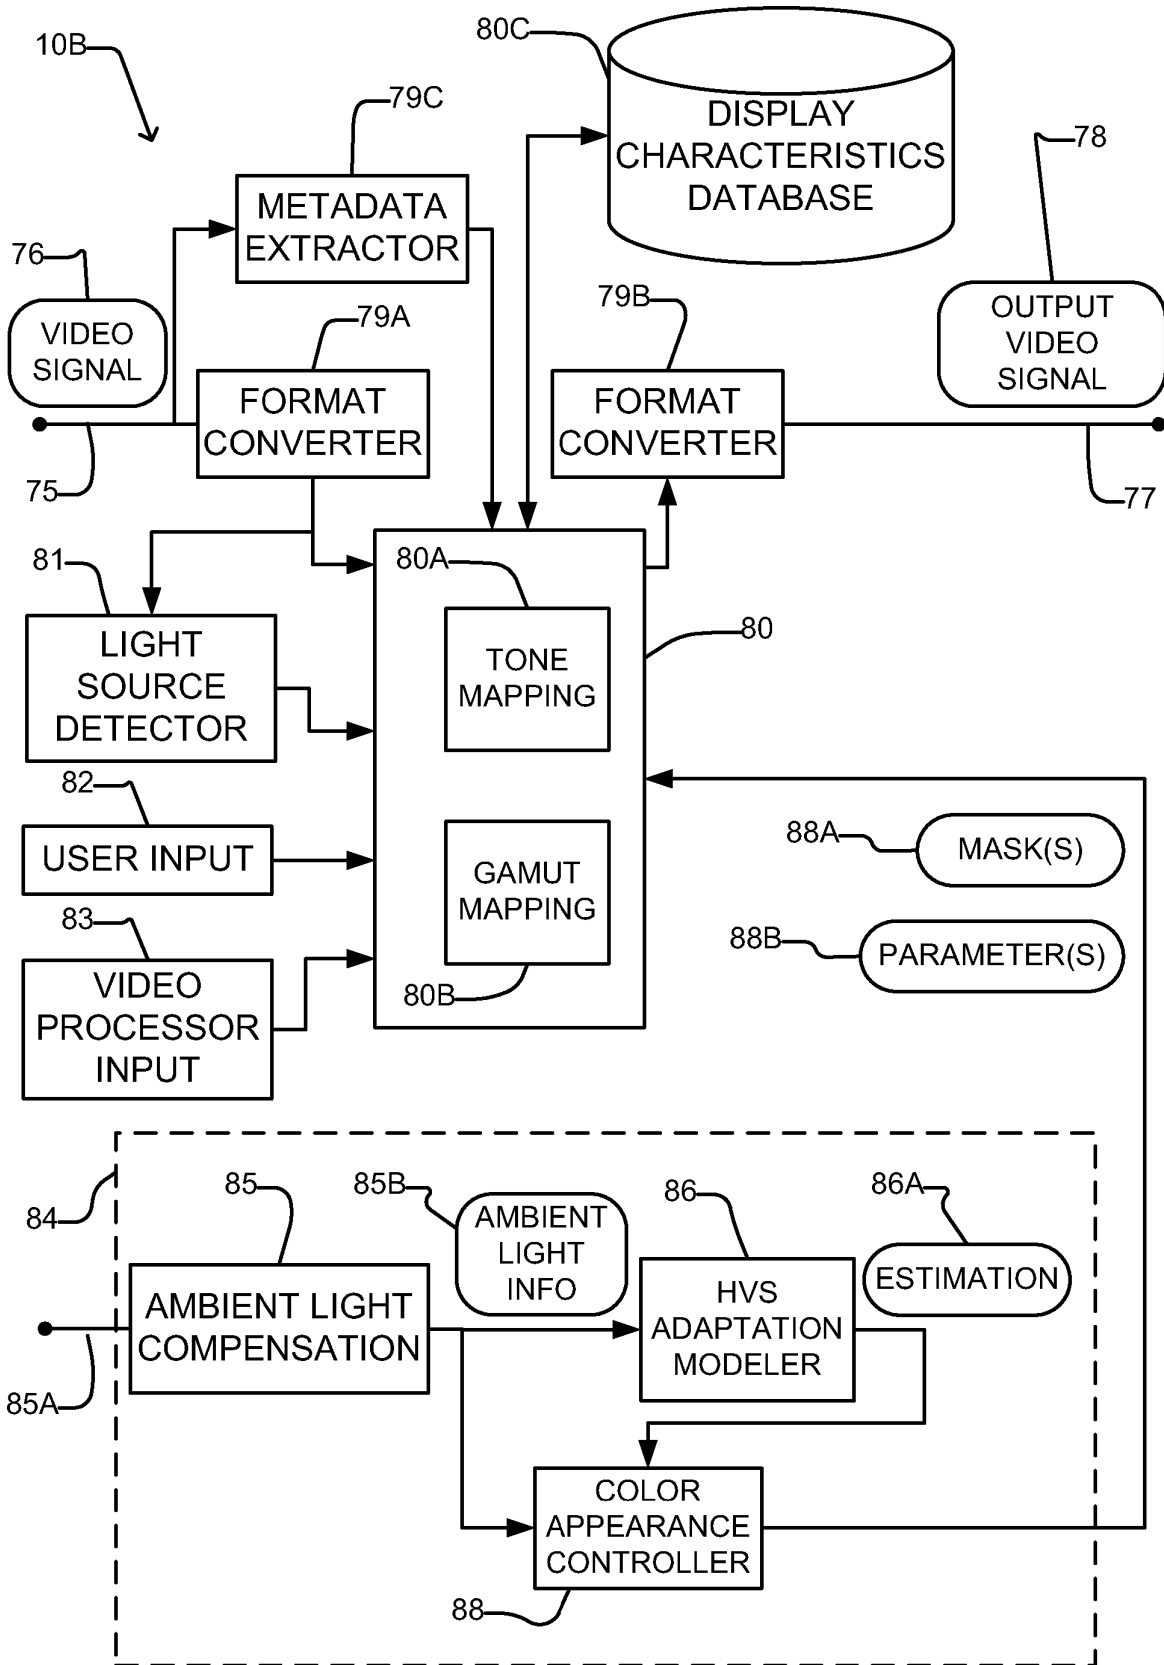 10B
80C
79C
DISPLAY
CHARACTERISTICS
DATABASE
78
METADATA
EXTRACTOR
76
VIDEO
SIGNAL
79A
79B
OUTPUT
VIDEO
SIGNAL
FORMAT
CONVERTER
FORMAT
CONVERTER
75
77
81
80A
LIGHT
SOURCE
DETECTOR
TONE
MAPPING
80
82
USER INPUT
88A
MASK(S)
GAMUT
MAPPING
83
88B
PARAMETER(S)
VIDEO
PROCESSOR
INPUT
80B
84
85
85B
AMBIENT
LIGHT
INFO
86
86A
ESTIMATION
AMBIENT LIGHT
COMPENSATION
HVS
ADAPTATION
MODELER
85A
COLOR
APPEARANCE
CONTROLLER
88